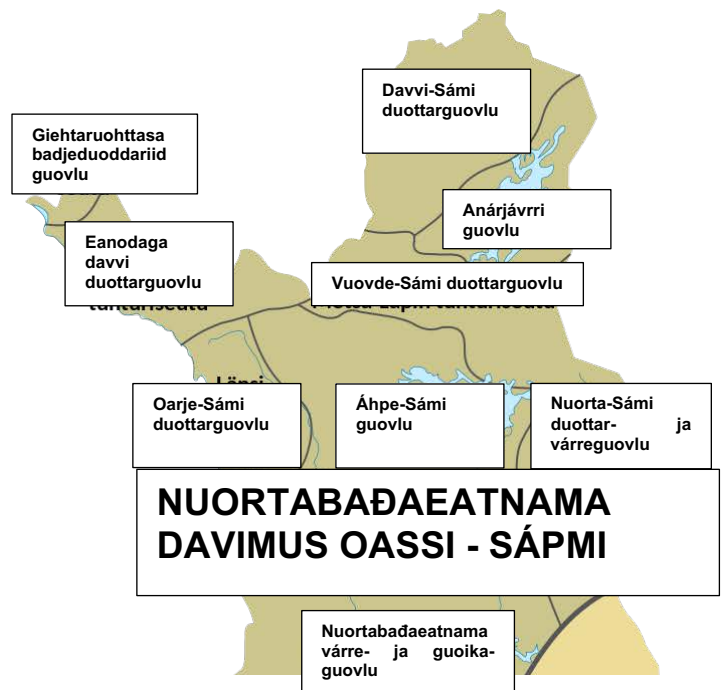 Davvi-Sámi
duottarguovlu
Giehtaruohttasa
badjeduoddariid
guovlu
Anárjávrri
guovlu
Eanodaga
davvi
duottarguovlu
Vuovde-Sámi duottarguovlu
Oarje-Sámi
duottarguovlu
Áhpe-Sámi
guovlu
Nuorta-Sámi
duottar- ja
várreguovlu
NUORTABAĐAEATNAMA
DAVIMUS OASSI - SÁPMI
Nuortabađaeatnama
várre- ja guoika-
guovlu